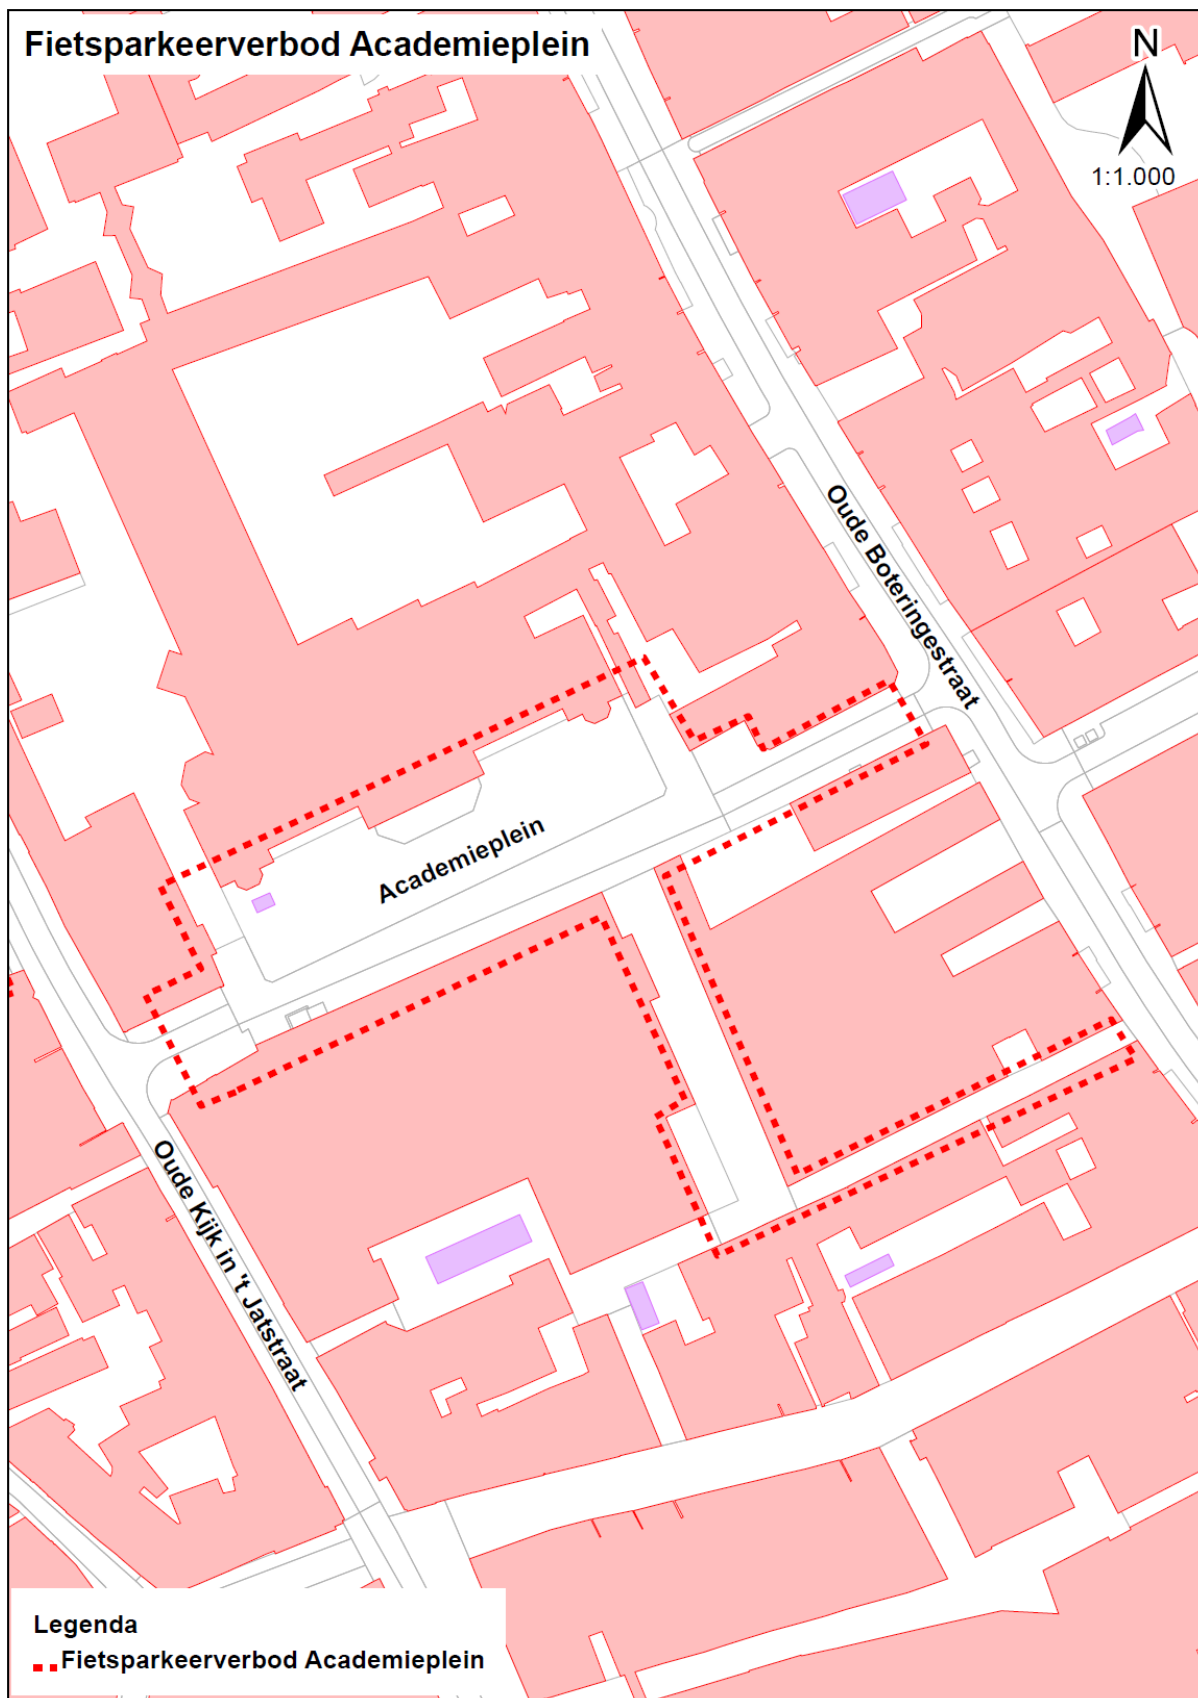 Fietsparkeerverbod Academieplein
N
1:1.000
Oude Boteringestraat
Academieplein
Oude Kijk in 't Jatstraat
Legenda
Fietsparkeerverbod Academieplein